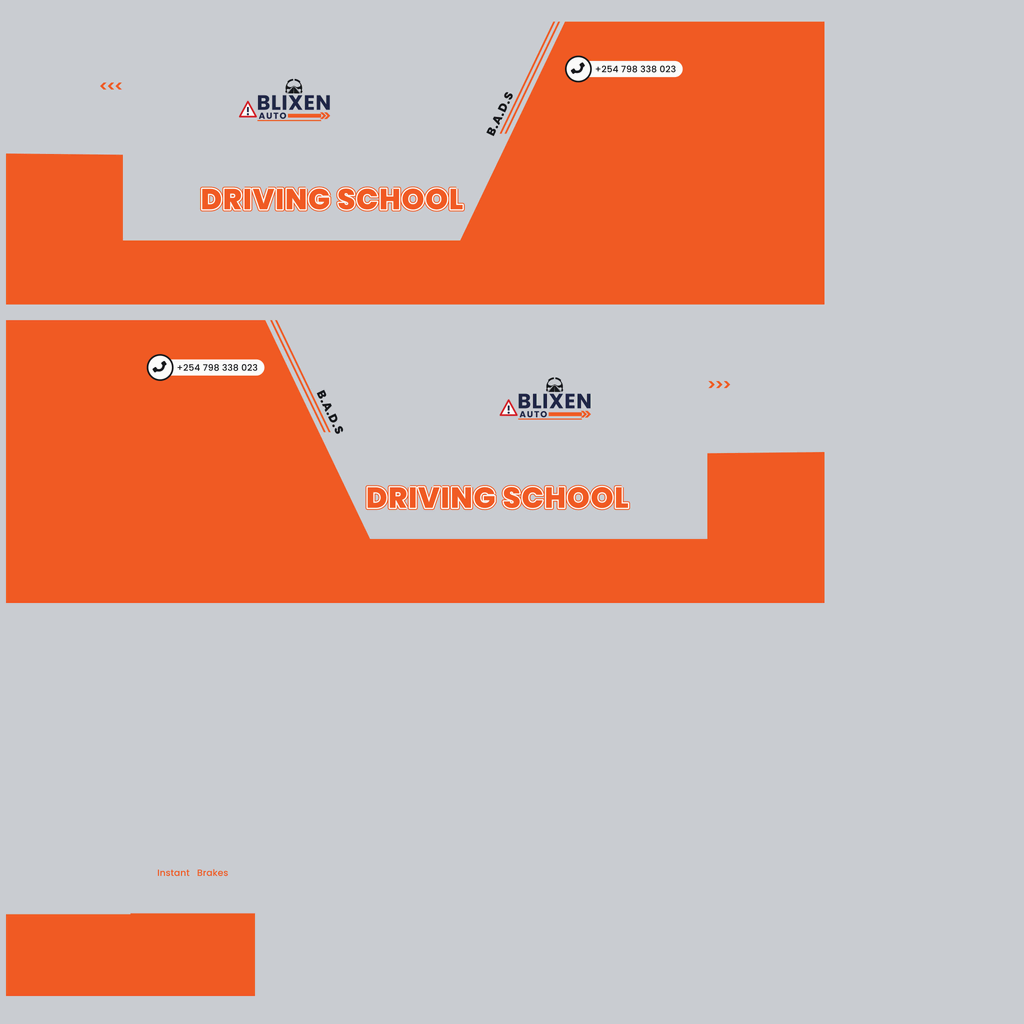 +254 798 338 023
<<<
BLIXEN
AUTO
B.A.D.S
DRIVING SCHOOL
+254 798 338 023
B.A.D.S
BLIXEN
AUTO
>>>
DRIVING SCHOOL
Instant Brakes